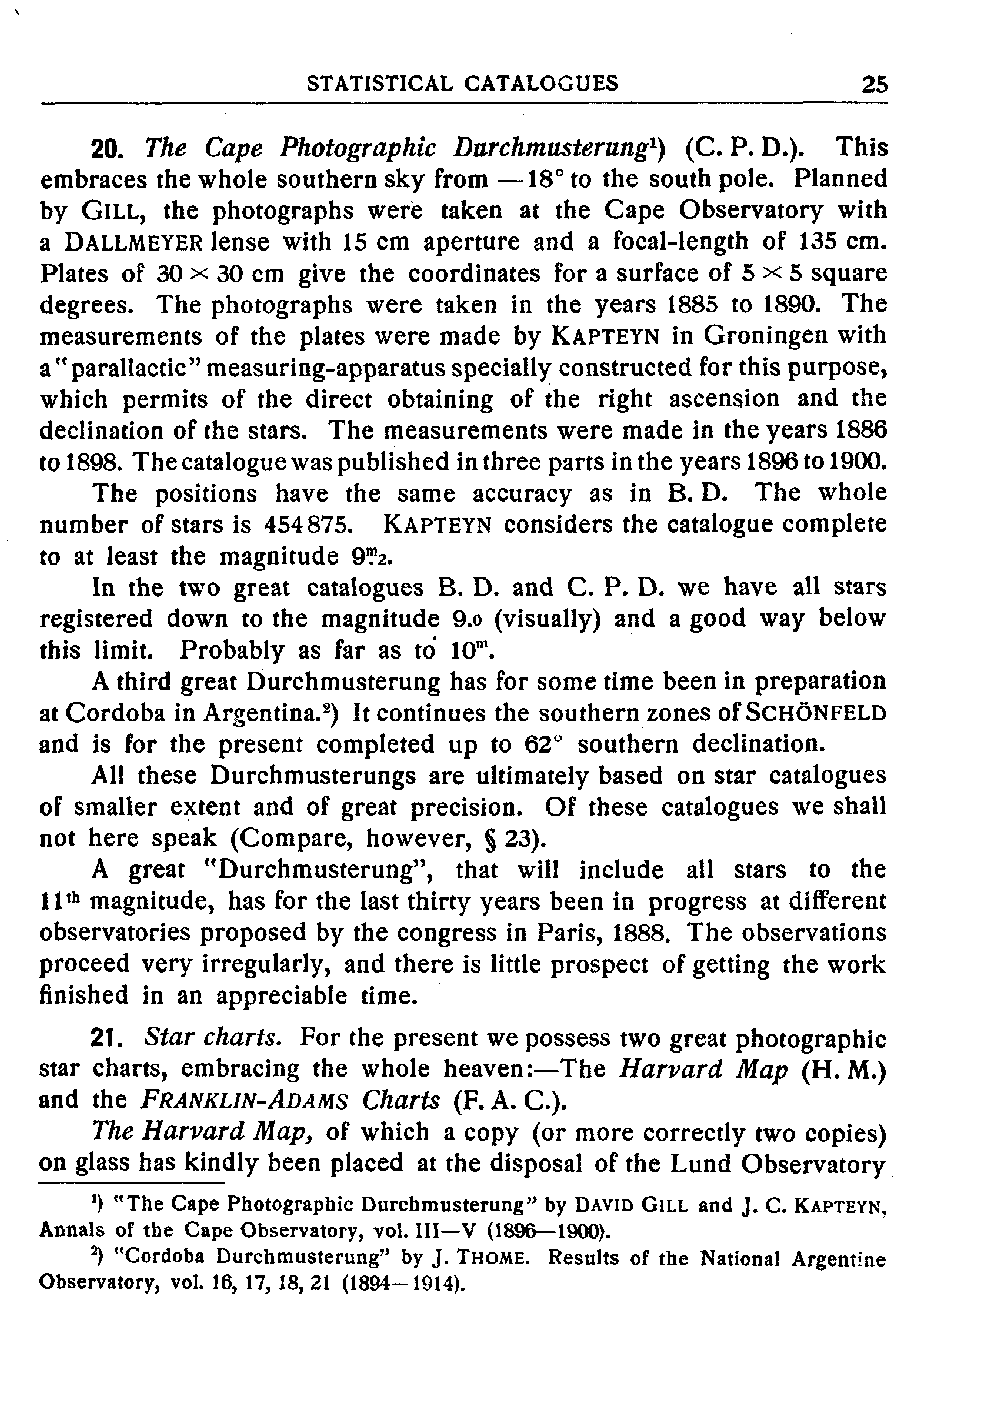 STATISTICAL CATALOGUES 25
20. The Cape Photographic Durchmusterung¹) (C. P. D.). This
embraces the whole southern sky from —18° to the south pole. Planned
by GILL, the photographs were taken at the Cape Observatory with
a DALLMEYER lense with 15 cm aperture and a focal-length of 135 cm.
Plates of 30 × 30 cm give the coordinates for a surface of 5 × 5 square
degrees. The photographs were taken in the years 1885 to 1890. The
measurements of the plates were made by KAPTEYN in Groningen with
a "parallactic" measuring-apparatus specially constructed for this purpose,
which permits of the direct obtaining of the right ascension and the
declination of the stars. The measurements were made in the years 1886
to 1898. The catalogue was published in three parts in the years 1896 to 1900.
The positions have the same accuracy as in B. D. The whole
number of stars is 454875. KAPTEYN considers the catalogue complete
to at least the magnitude 9ᵐ.2.
In the two great catalogues B. D. and C. P. D. we have all stars
registered down to the magnitude 9.0 (visually) and a good way below
this limit. Probably as far as to 10ᵐ.
A third great Durchmusterung has for some time been in preparation
at Cordoba in Argentina.²) It continues the southern zones of SCHÖNFELD
and is for the present completed up to 62° southern declination.
All these Durchmusterungs are ultimately based on star catalogues
of smaller extent and of great precision. Of these catalogues we shall
not here speak (Compare, however, § 23).
A great "Durchmusterung", that will include all stars to the
11ᵗʰ magnitude, has for the last thirty years been in progress at different
observatories proposed by the congress in Paris, 1888. The observations
proceed very irregularly, and there is little prospect of getting the work
finished in an appreciable time.
21. Star charts. For the present we possess two great photographic
star charts, embracing the whole heaven:—The Harvard Map (H. M.)
and the FRANKLIN-ADAMS Charts (F. A. C.).
The Harvard Map, of which a copy (or more correctly two copies)
on glass has kindly been placed at the disposal of the Lund Observatory
¹) "The Cape Photographic Durchmusterung" by DAVID GILL and J. C. KAPTEYN,
Annals of the Cape Observatory, vol. III—V (1896—1900).
²) "Cordoba Durchmusterung" by J. THOME. Results of the National Argentine
Observatory, vol. 16, 17, 18, 21 (1894—1914).